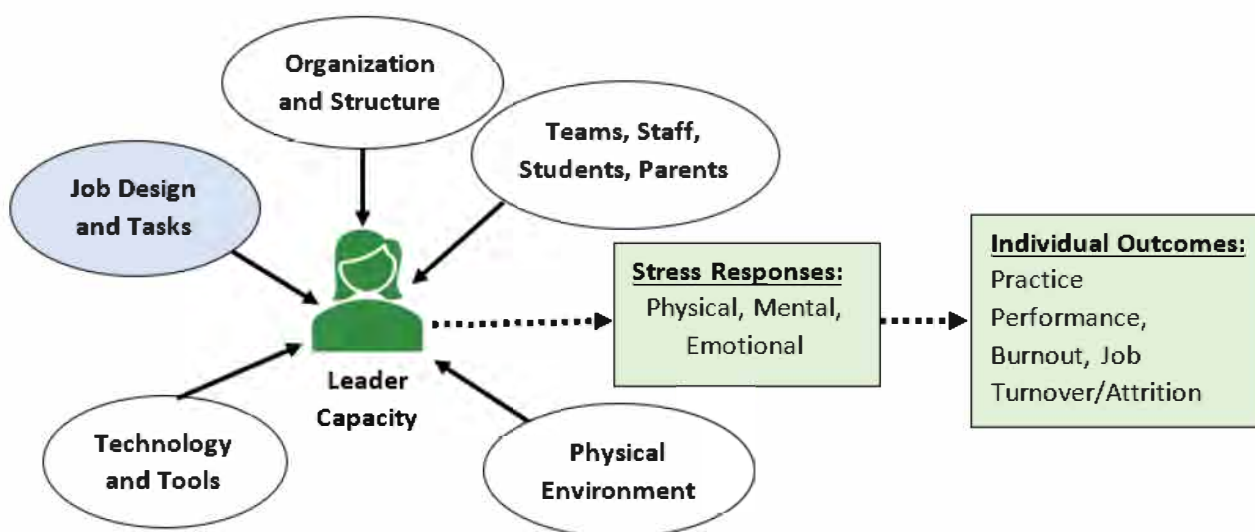 Organization
and Structure
Teams, Staff,
Students, Parents
Job Design
and Tasks
Leader
Capacity
Technology
and Tools
Physical
Environment
Stress Responses:
Physical, Mental,
Emotional
Individual Outcomes:
Practice
Performance,
Burnout, Job
Turnover/Attrition